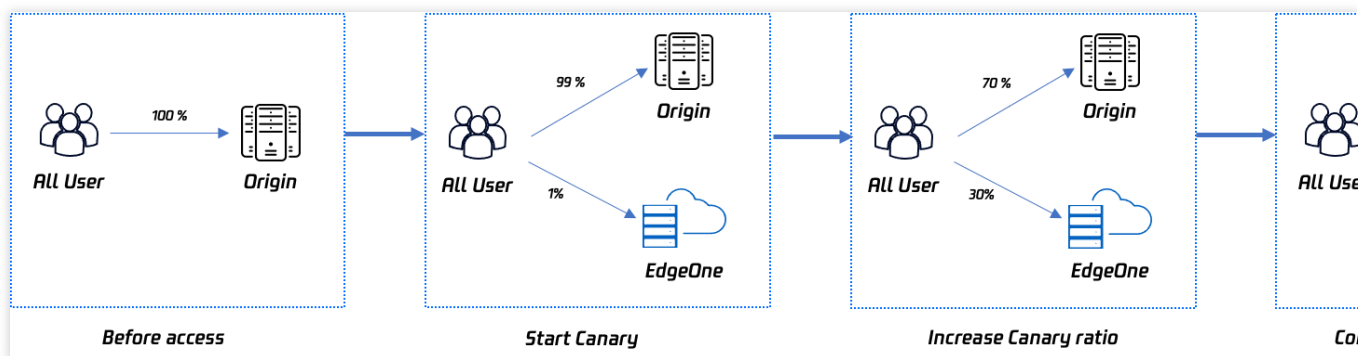 100 %
All User
Origin
Before access
99 %
1%
All User
Origin
EdgeOne
Start Canary
70 %
30%
All User
Origin
EdgeOne
Increase Canary ratio
All